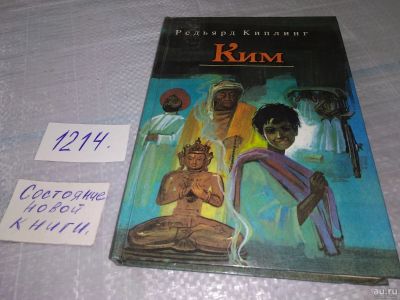 Редьярд Киплинг
Ким
1214.
Состояние
новой
книги.
au.ru